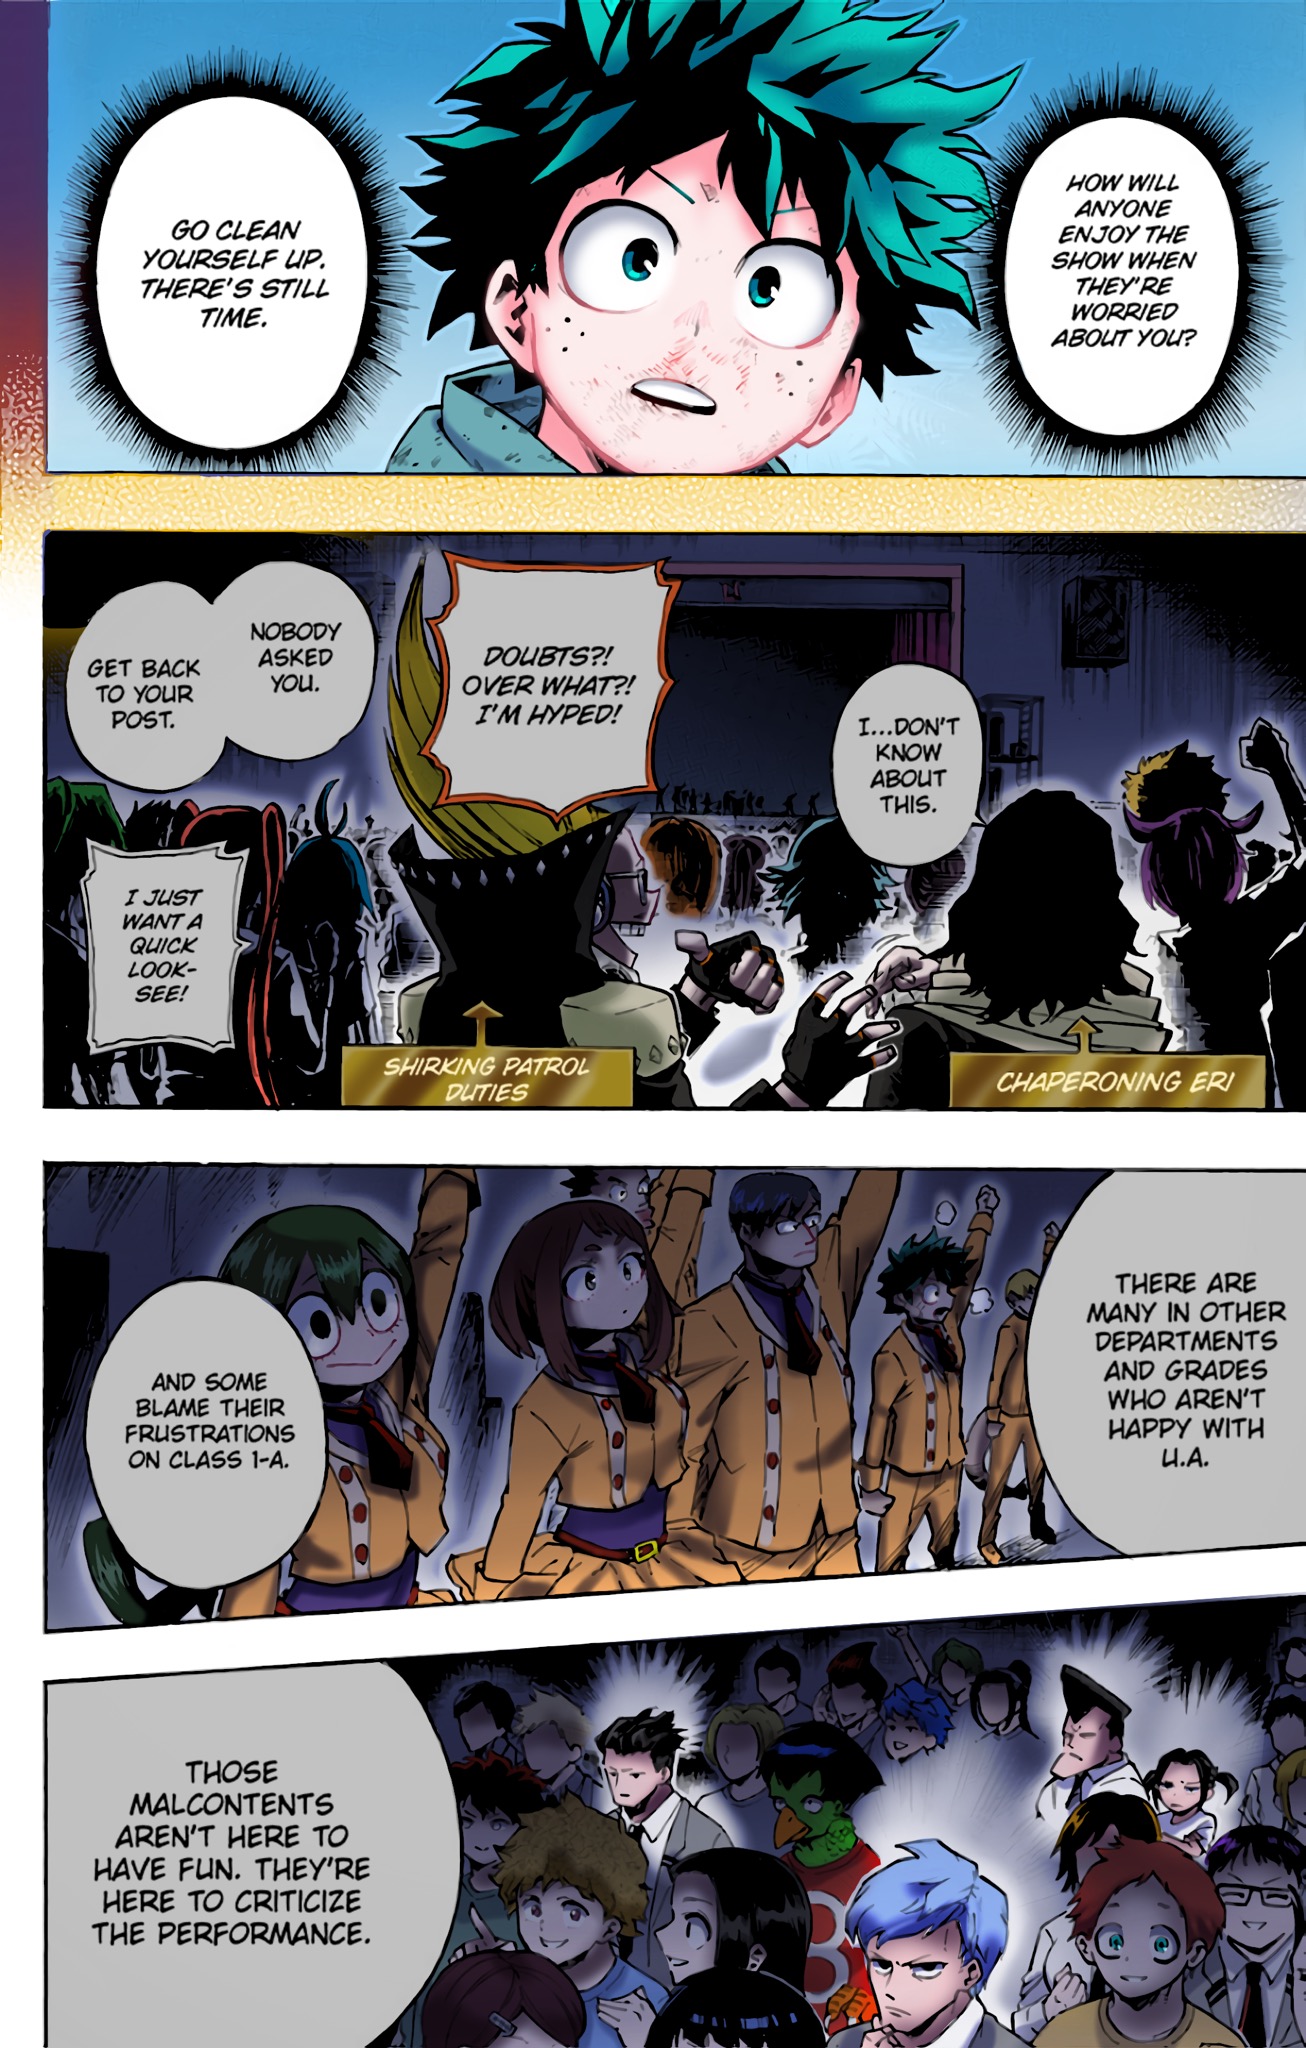 HOW WILL
ANYONE
ENJOY THE
SHOW WHEN
THEY'RE
WORRIED
ABOUT YOU?
GO CLEAN
YOURSELF UP.
THERE'S STILL
TIME.
I...DON'T
KNOW
ABOUT
THIS.
DOUBTS?!
OVER WHAT?!
I'M HYPED!
NOBODY
ASKED
YOU.
GET BACK
TO YOUR
POST.
I JUST
WANT A
QUICK
LOOK-
SEE!
CHAPERONING ERI
SHIRKING PATROL
DUTIES
THERE ARE
MANY IN OTHER
DEPARTMENTS
AND GRADES
WHO AREN'T
HAPPY WITH
U.A.
AND SOME
BLAME THEIR
FRUSTRATIONS
ON CLASS 1-A.
THOSE
MALCONTENTS
AREN'T HERE TO
HAVE FUN. THEY'RE
HERE TO CRITICIZE
THE PERFORMANCE.